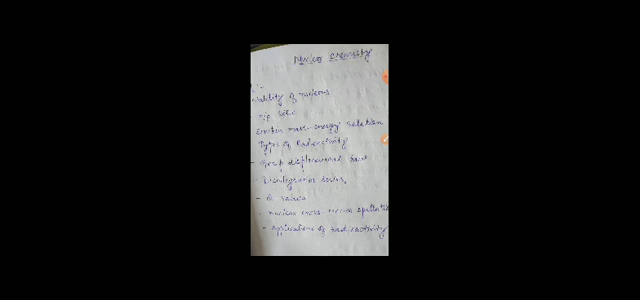 Nuclear chemistry
stability of nucleus
n/p ratio
Einstein mass-energy relation
Types of Radioactivity
- Group displacement law
- Disintegration series
- Q value
- nuclear cross section spallation
- applications of radioactivity